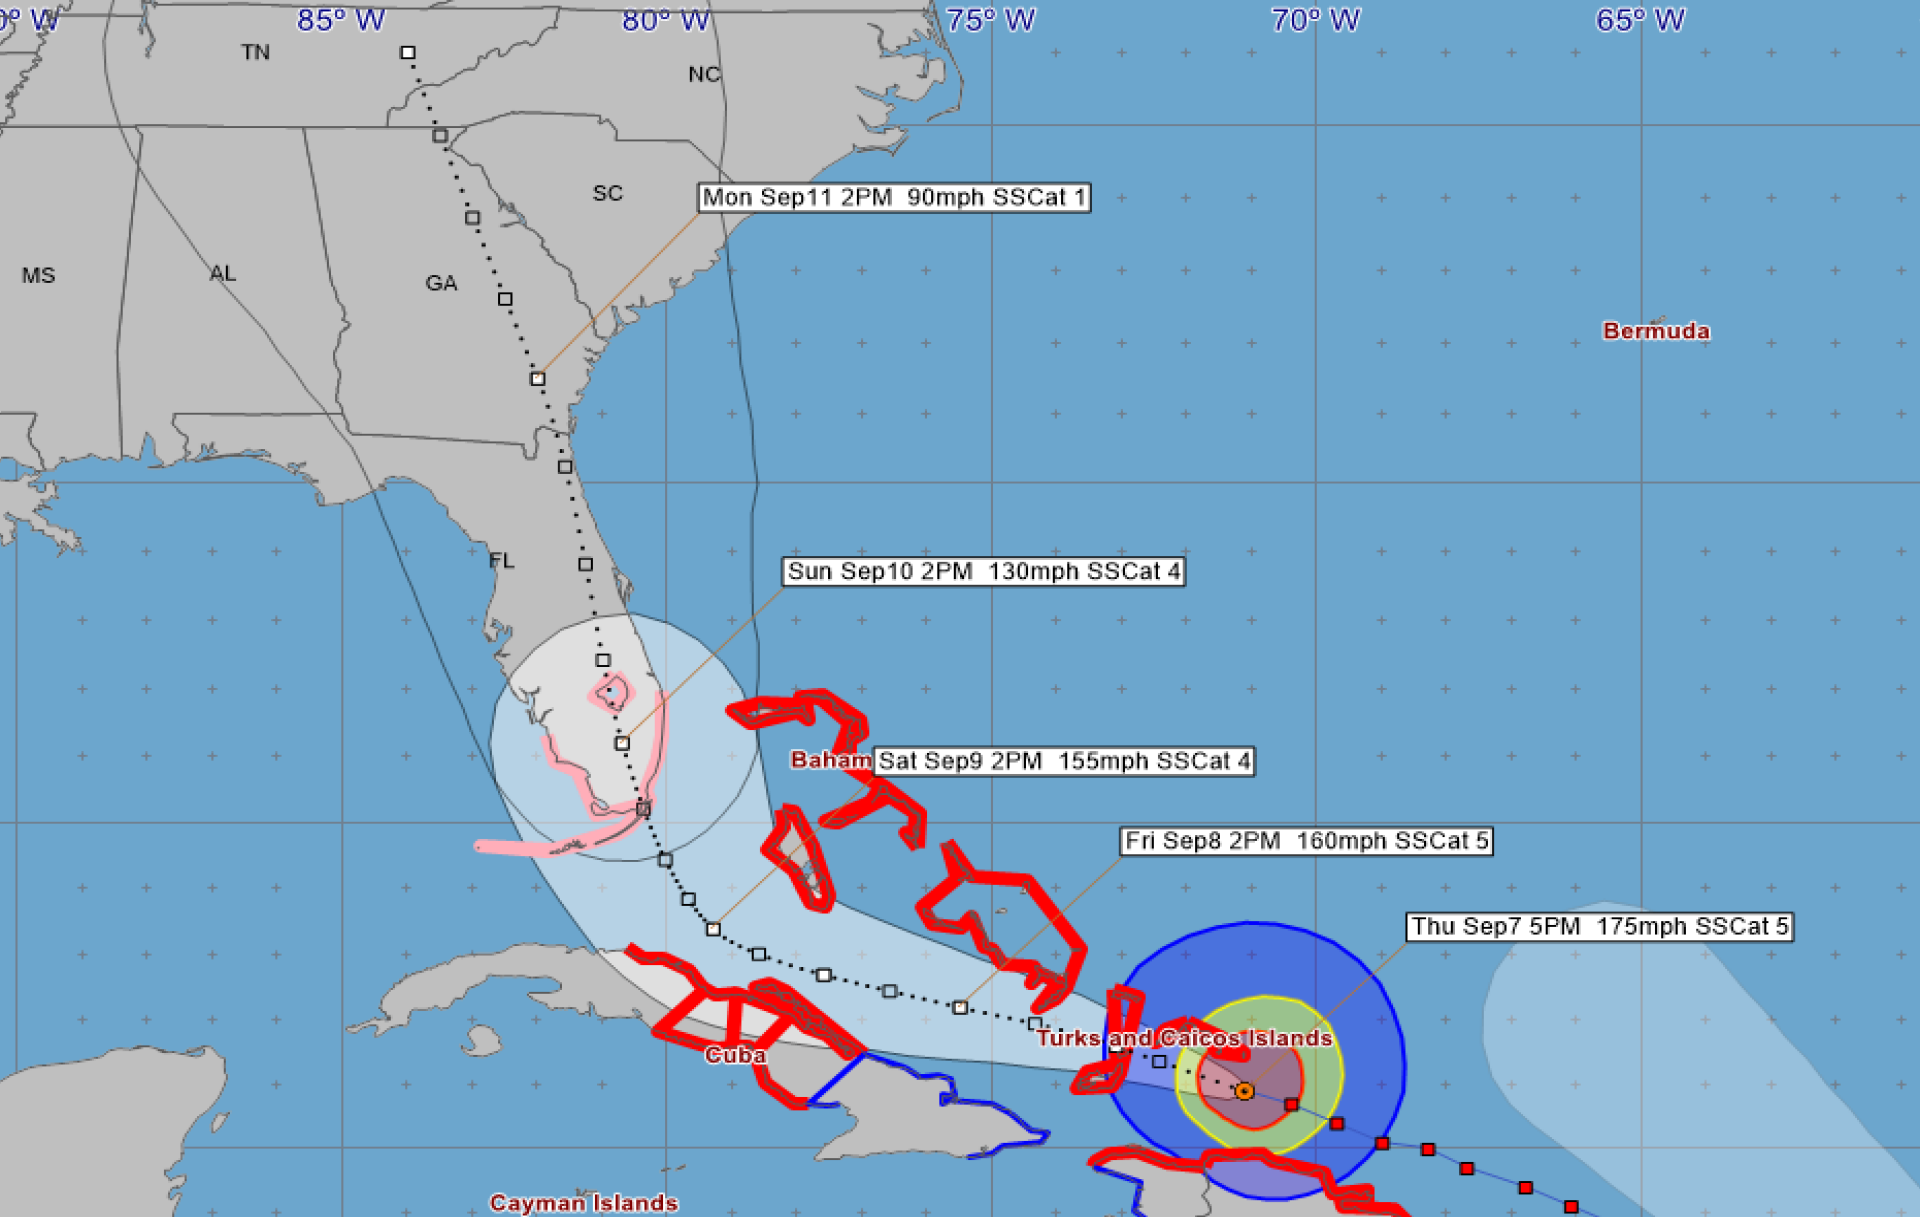 0° W 85° W 80° W 75° W 70° W 65° W
TN
NC
SC
Mon Sep11 2PM 90mph SSCat 1
MS
AL
GA
Bermuda
FL
Sun Sep10 2PM 130mph SSCat 4
Baham
Sat Sep9 2PM 155mph SSCat 4
Fri Sep8 2PM 160mph SSCat 5
Thu Sep7 5PM 175mph SSCat 5
Turks and Caicos Islands
Cuba
Cayman Islands